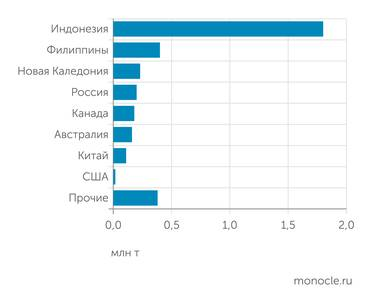 Индонезия
Филиппины
Новая Каледония
Россия
Канада
Австралия
Китай
США
Прочие
0,0 0,5 1,0 1,5 2,0
млн т
monocle.ru